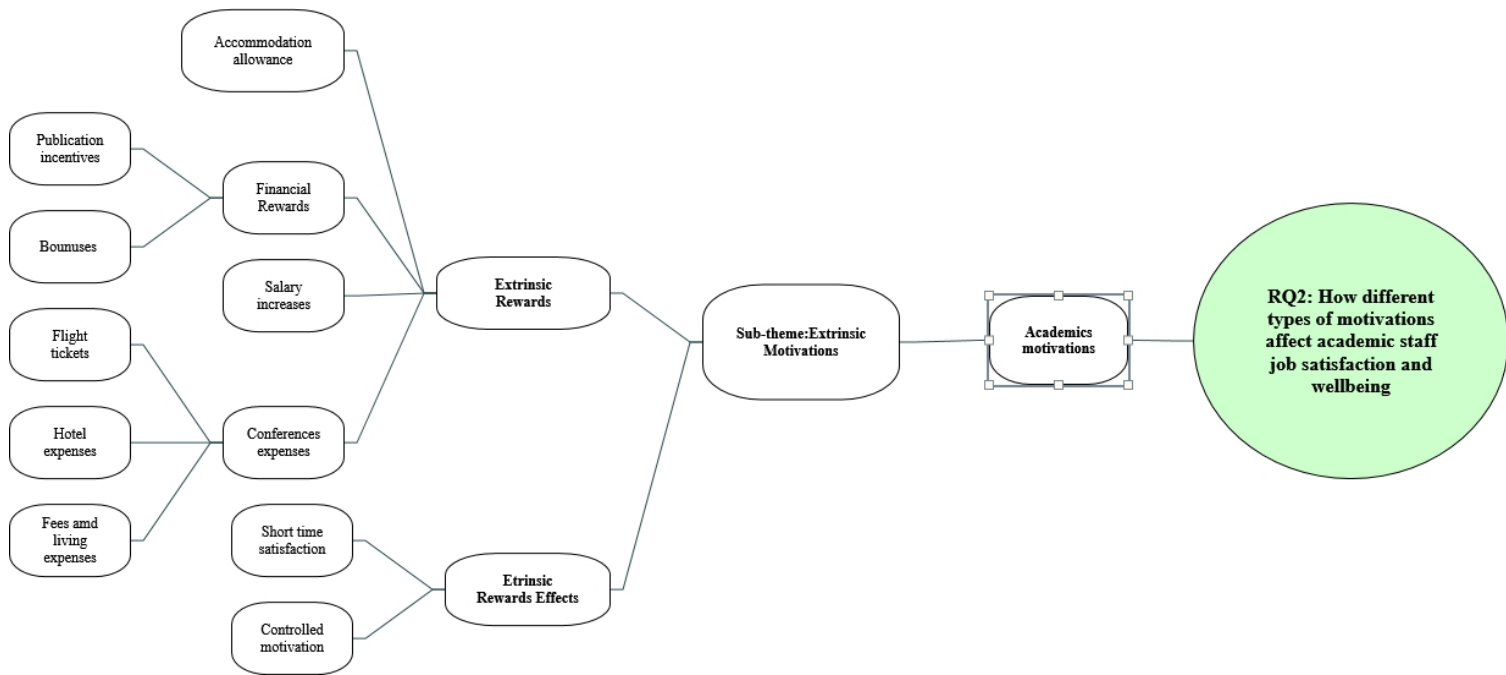 Accommodation
allowance
Publication
incentives
Bounuses
Financial
Rewards
Salary
increases
Flight
tickets
Hotel
expenses
Fees amd
living
expenses
Conferences
expenses
Short time
satisfaction
Controlled
motivation
Extrinsic
Rewards
Etrinsic
Rewards Effects
Sub-theme:Extrinsic
Motivations
Academics
motivations
RQ2: How different
types of motivations
affect academic staff
job satisfaction and
wellbeing